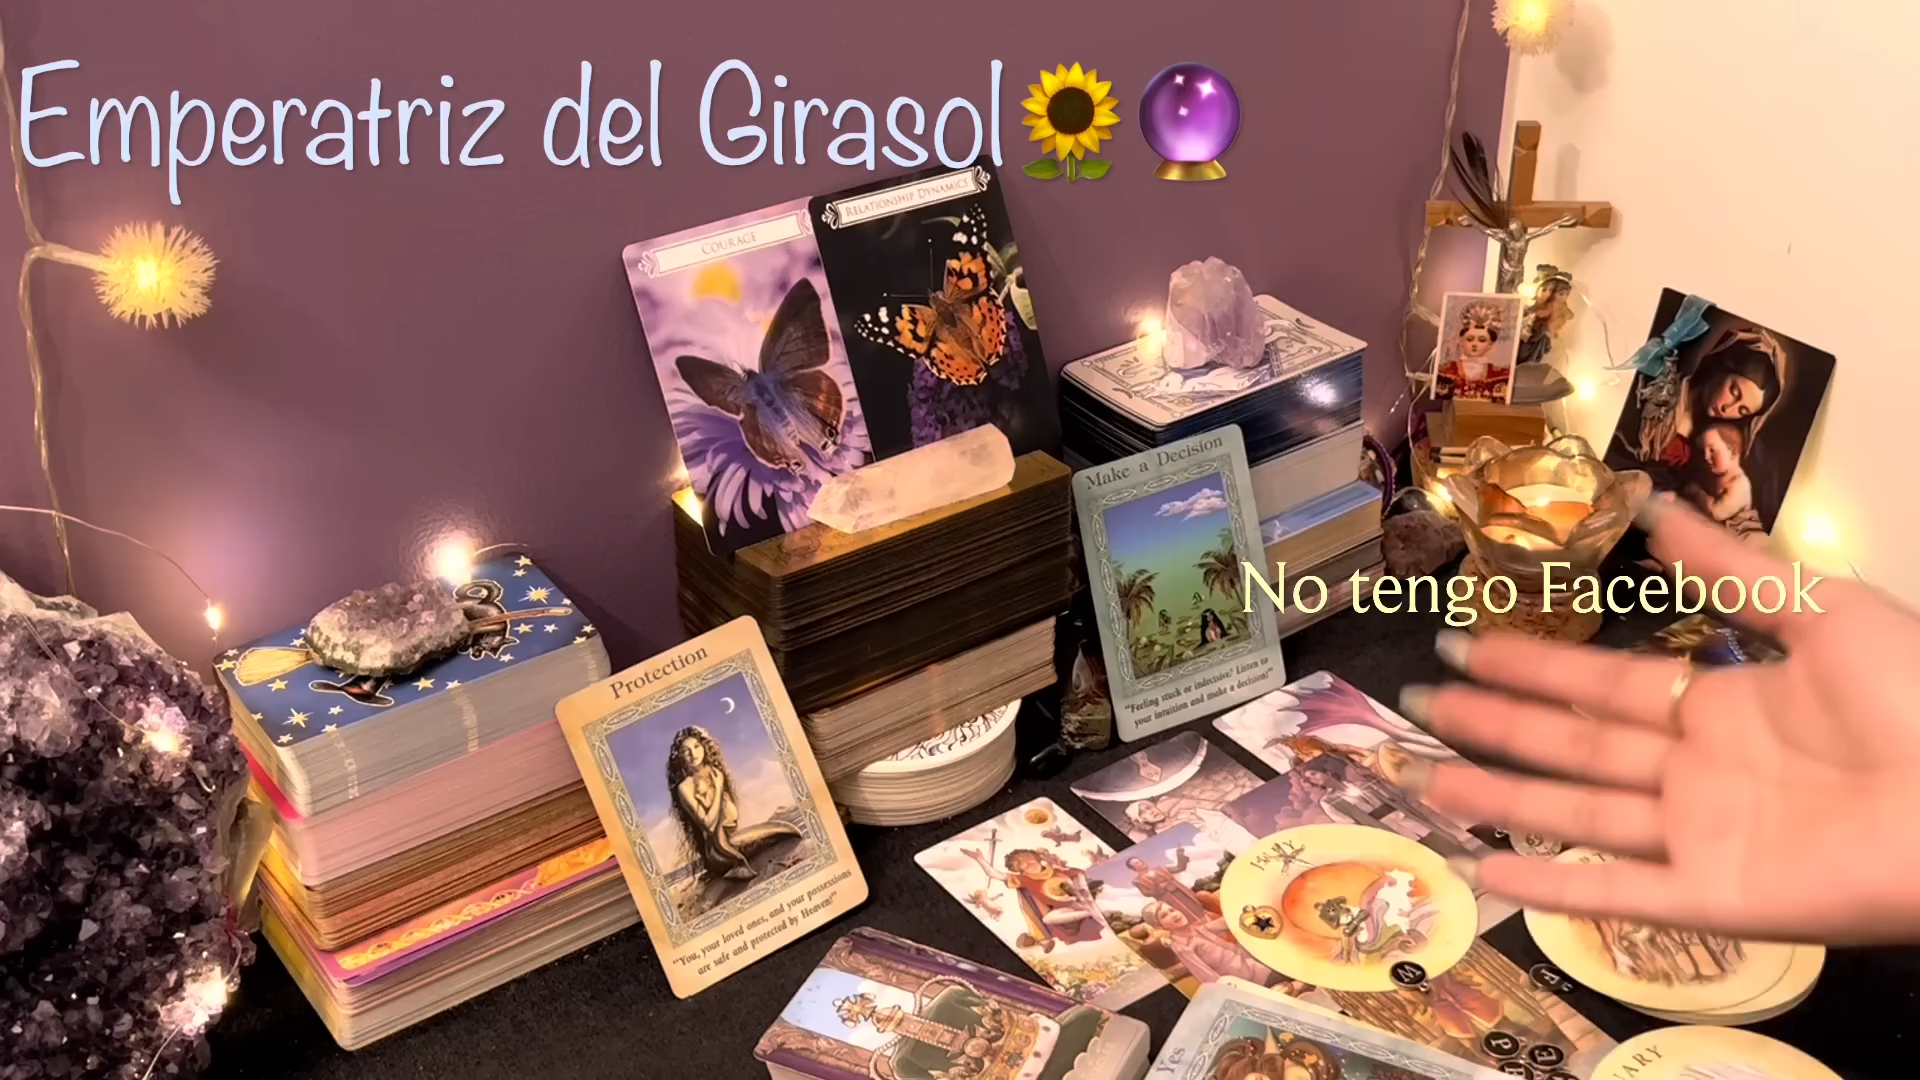 Emperatriz del Girasol
COURAGE
RELATIONSHIP DYNAMICS
Make a Decision
"Feeling stuck or indecisive? Listen to
your intuition and make a decision!"
No tengo Facebook
Protection
"You, your loved ones, and your possessions
are safe and protected by Heaven!"
Yes
W
P